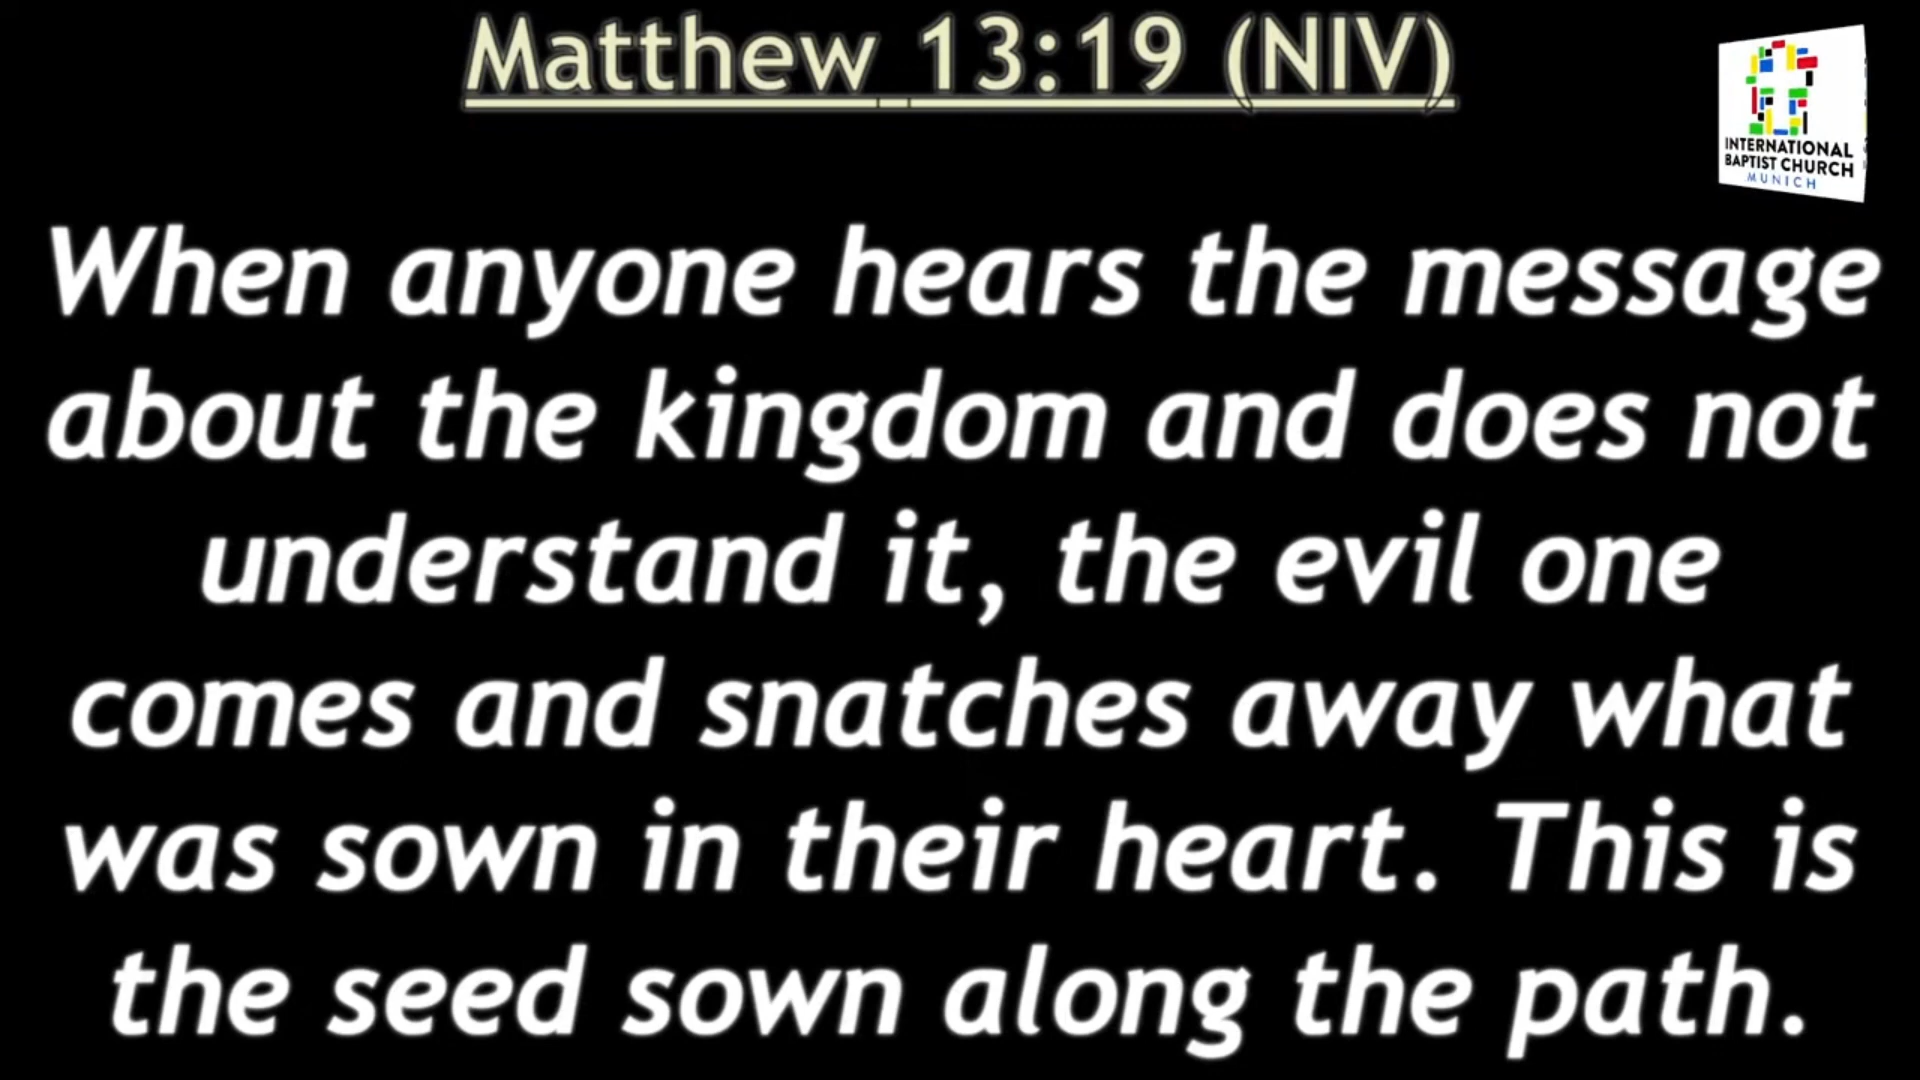 Matthew 13:19 (NIV)
INTERNATIONAL
BAPTIST CHURCH
MUNICH
When anyone hears the message
about the kingdom and does not
understand it, the evil one
comes and snatches away what
was sown in their heart. This is
the seed sown along the path.